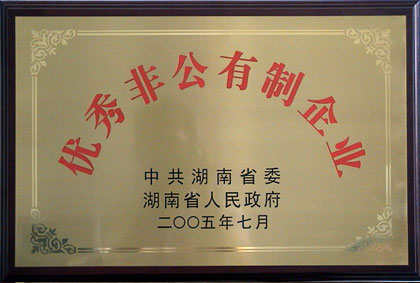 优秀非公有制企业
中共湖南省委
湖南省人民政府
二〇〇五年七月